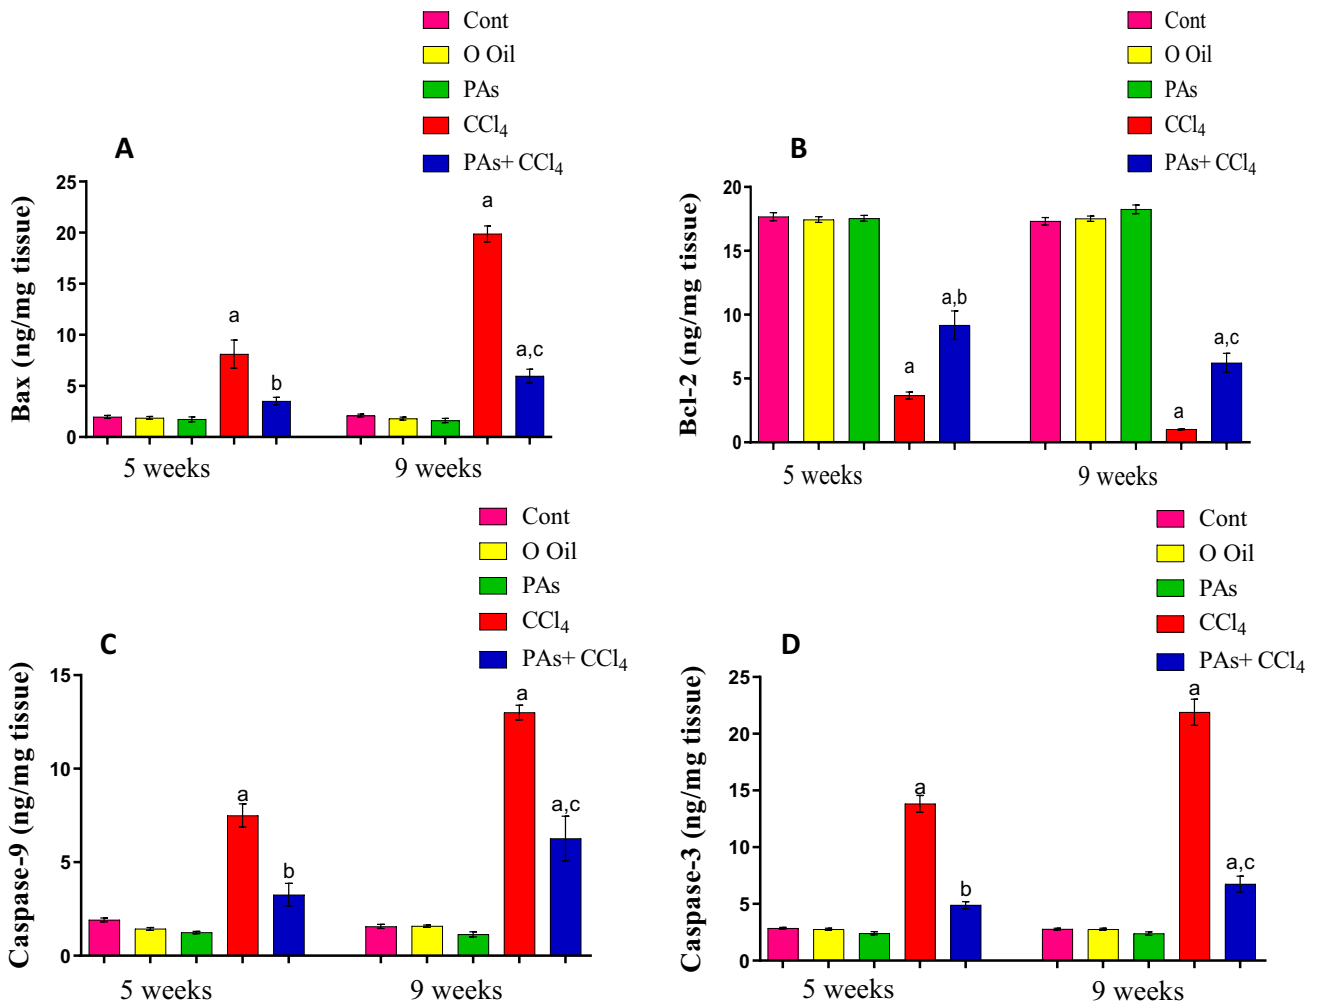 Cont
O Oil
PAs
CCl4
PAs+ CCl4
A
Bax (ng/mg tissue)
25
20
15
10
5
0
a
b
a
a,c
5 weeks
9 weeks
Cont
O Oil
PAs
CCl4
PAs+ CCl4
B
Bcl-2 (ng/mg tissue)
20
15
10
5
0
a
a,b
a
a,c
5 weeks
9 weeks
Cont
O Oil
PAs
CCl4
PAs+ CCl4
C
Caspase-9 (ng/mg tissue)
15
10
5
0
a
b
a
a,c
5 weeks
9 weeks
Cont
O Oil
PAs
CCl4
PAs+ CCl4
D
Caspase-3 (ng/mg tissue)
25
20
15
10
5
0
a
b
a
a,c
5 weeks
9 weeks